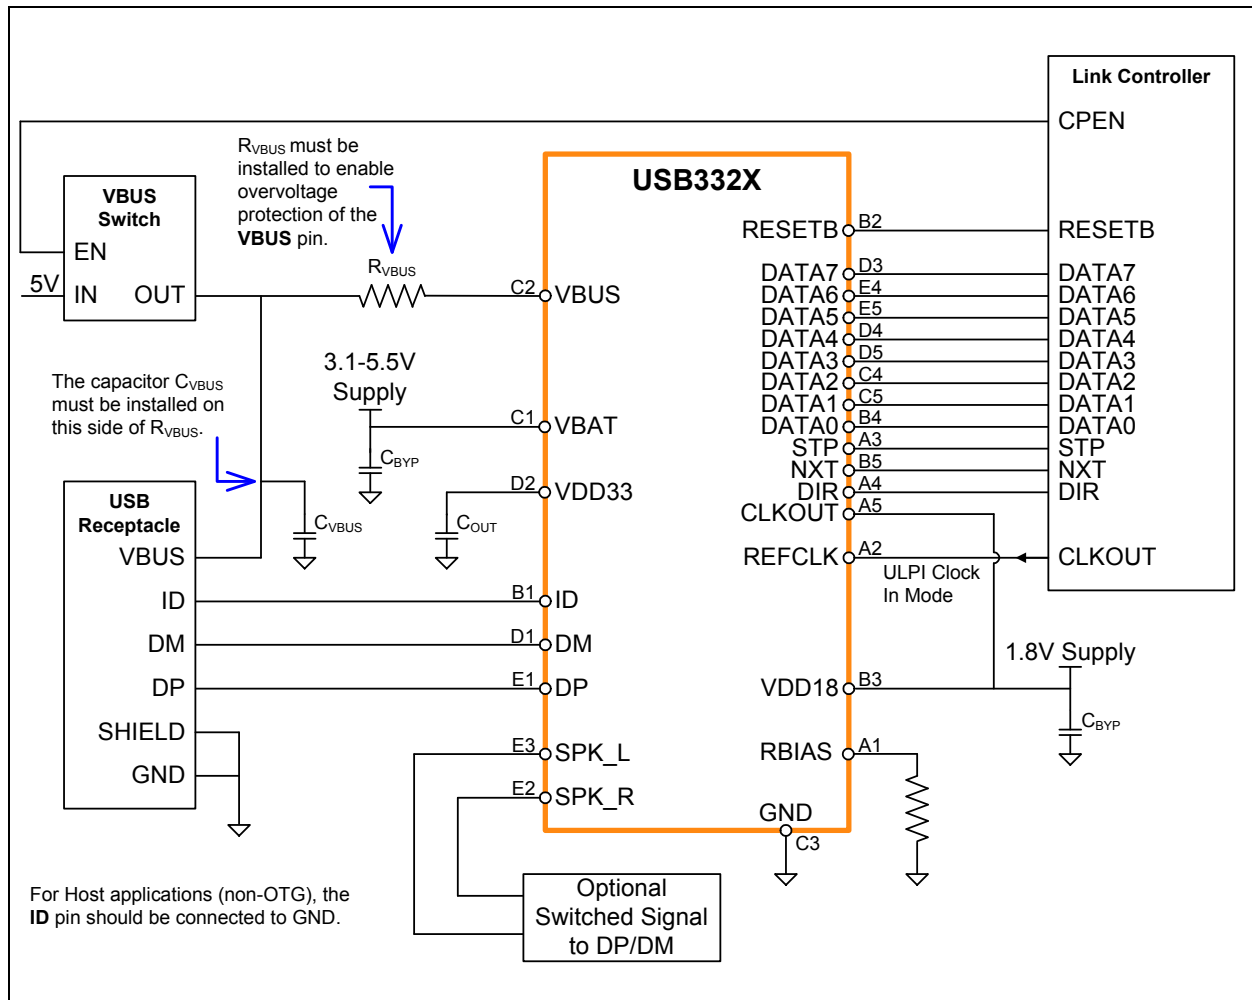 Link Controller
CPEN
RVBUS must be
installed to enable
overvoltage
protection of the
VBUS pin.
USB332X
VBUS
Switch
EN
5V
IN
OUT
RVBUS
C2
VBUS
RESETB
B2
RESETB
DATA7
D3
DATA7
DATA6
E4
DATA6
DATA5
E5
DATA5
DATA4
D4
DATA4
DATA3
D5
DATA3
DATA2
C4
DATA2
DATA1
C5
DATA1
DATA0
B4
DATA0
STP
A3
STP
NXT
B5
NXT
DIR
A4
DIR
CLKOUT
A5
REFCLK
A2
CLKOUT
ULPI Clock
In Mode
3.1-5.5V
Supply
C1
VBAT
CBYP
The capacitor CVBUS
must be installed on
this side of RVBUS.
D2
VDD33
COUT
CVBUS
USB
Receptacle
VBUS
ID
B1
ID
DM
D1
DM
DP
E1
DP
SHIELD
GND
1.8V Supply
VDD18
B3
CBYP
E3
SPK_L
E2
SPK_R
RBIAS
A1
GND
C3
Optional
Switched Signal
to DP/DM
For Host applications (non-OTG), the
ID pin should be connected to GND.